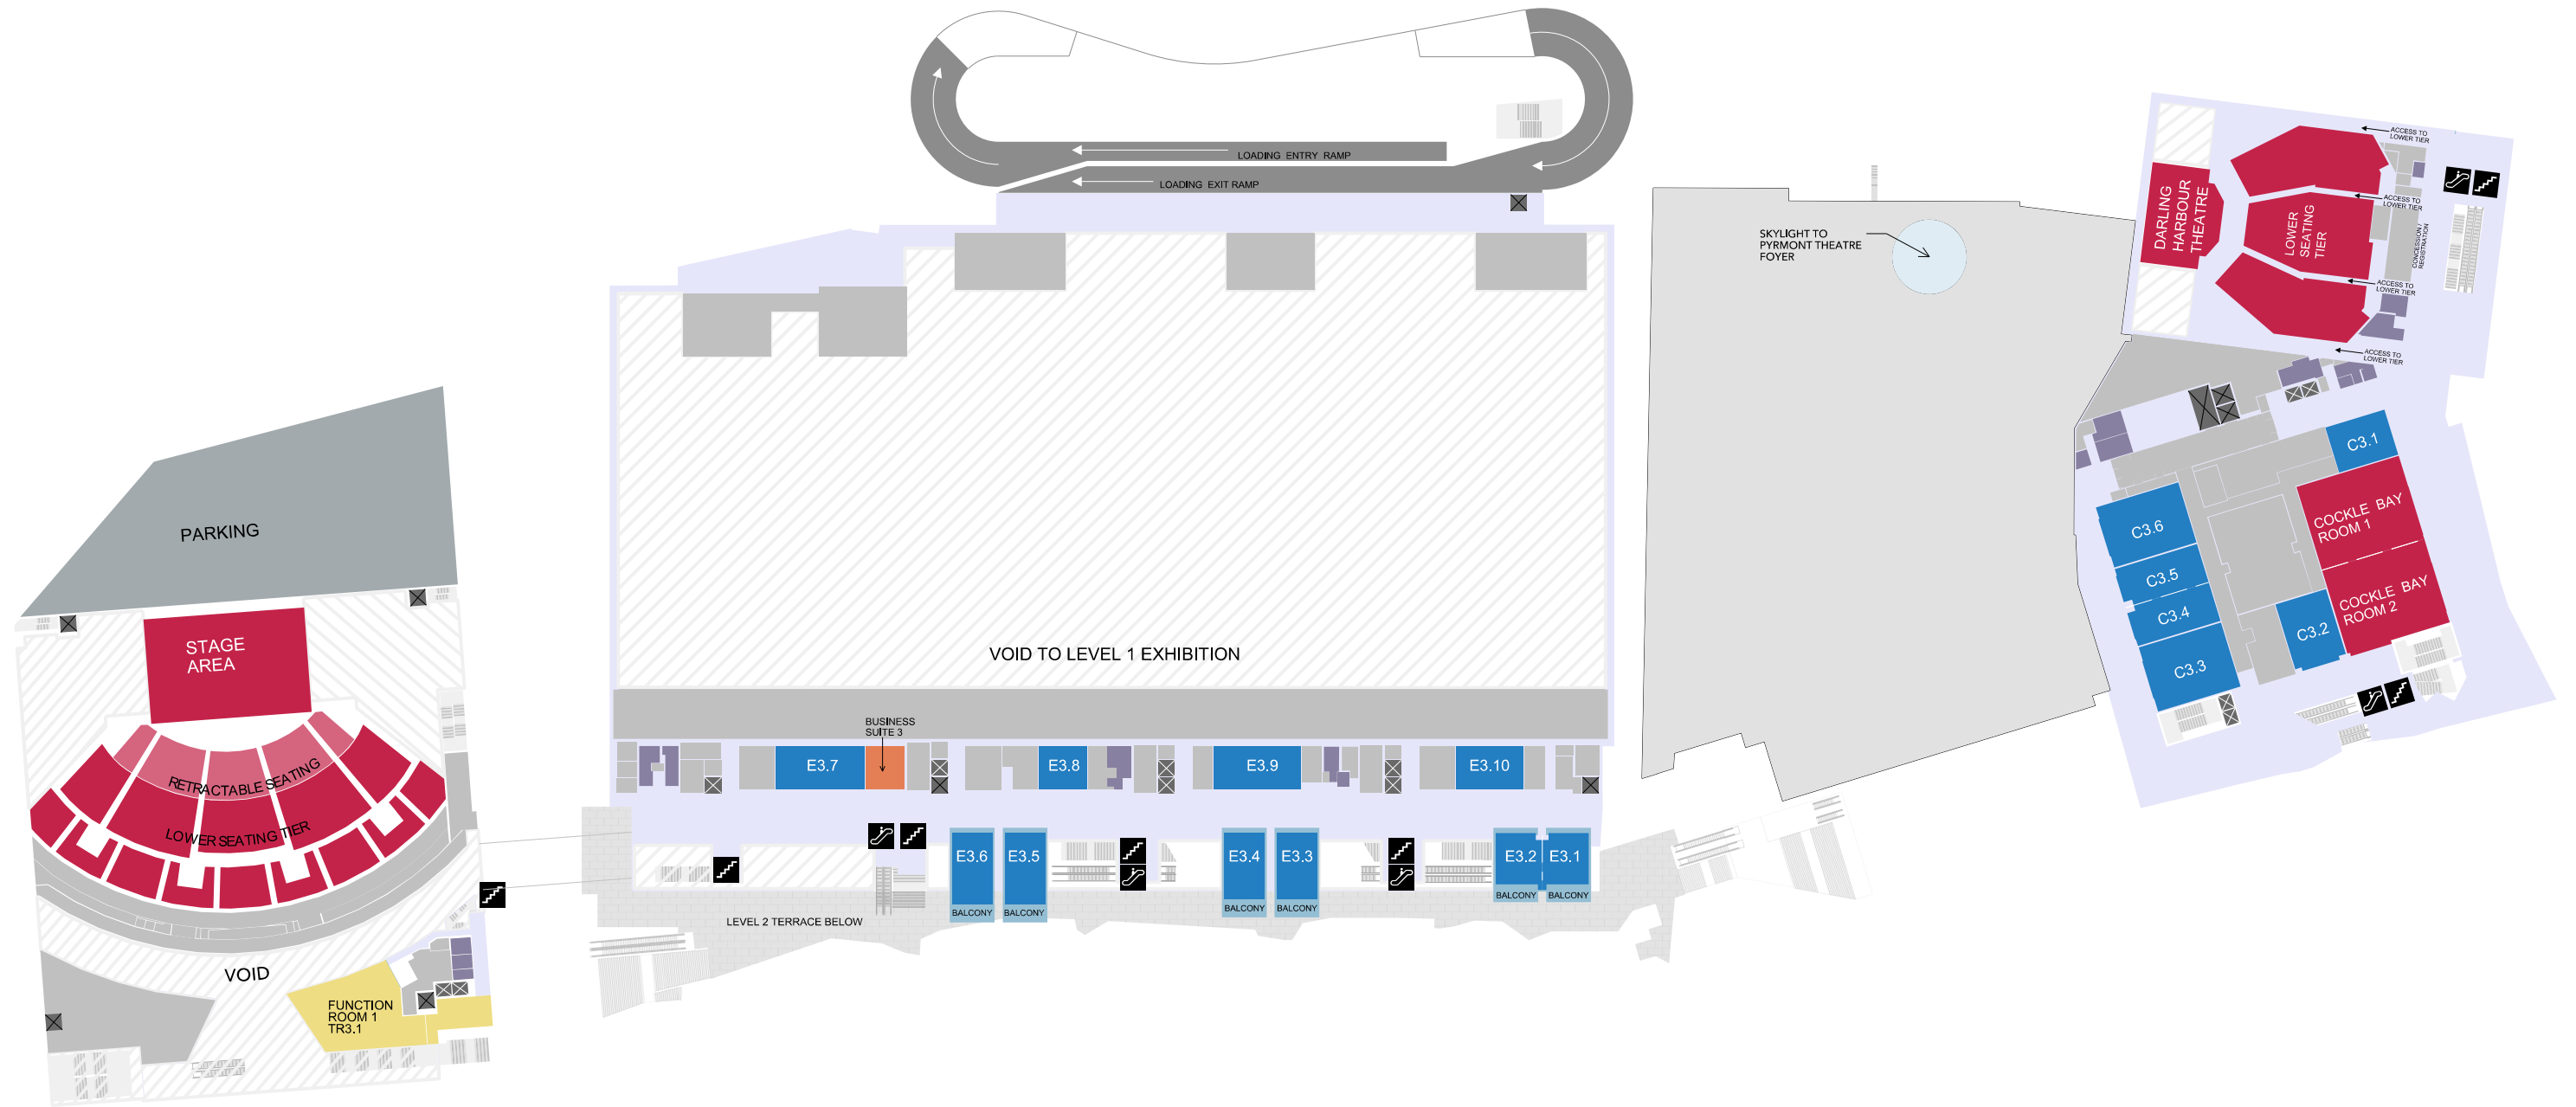 LOADING ENTRY RAMP
LOADING EXIT RAMP
SKYLIGHT TO
PYRMONT THEATRE
FOYER
ACCESS TO
LOWER TIER
ACCESS TO
LOWER TIER
DARLING
HARBOUR
THEATRE
LOWER
SEATING
TIER
CONCESSION /
REGISTRATION
ACCESS TO
LOWER TIER
ACCESS TO
LOWER TIER
C3.1
COCKLE BAY
ROOM 1
C3.6
C3.5
COCKLE BAY
ROOM 2
C3.4
C3.2
C3.3
PARKING
STAGE
AREA
RETRACTABLE SEATING
LOWER SEATING TIER
VOID
FUNCTION
ROOM 1
TR3.1
VOID TO LEVEL 1 EXHIBITION
BUSINESS
SUITE 3
E3.7
E3.8
E3.9
E3.10
E3.6
E3.5
E3.4
E3.3
E3.2
E3.1
BALCONY
BALCONY
BALCONY
BALCONY
BALCONY
BALCONY
LEVEL 2 TERRACE BELOW